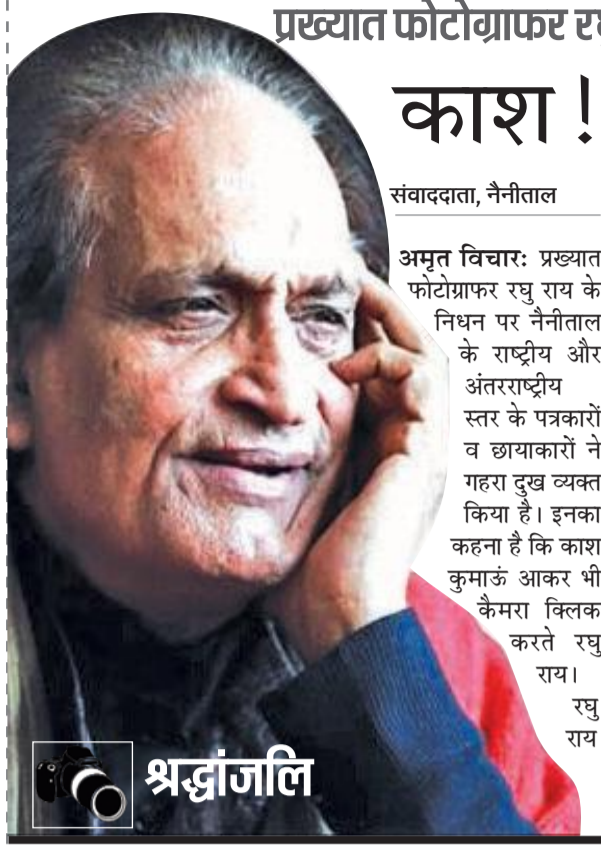 प्रख्यात फोटोग्राफर
काश !
संवाददाता, नैनीताल
अमृत विचारः प्रख्यात
फोटोग्राफर रघु राय के
निधन पर नैनीताल
के राष्ट्रीय और
अंतरराष्ट्रीय
स्तर के पत्रकारों
व छायाकारों ने
गहरा दुख व्यक्त
किया है। इनका
कहना है कि काश
कुमाऊं आकर भी
कैमरा क्लिक
करते रघु
राय।
रघु
राय
श्रद्धांजलि